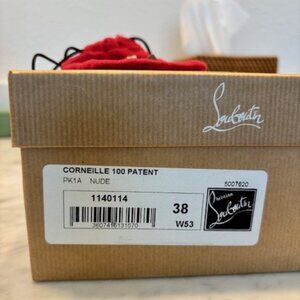 Louboutin
CORNEILLE 100 PATENT
PK1A NUDE
5007620
1140114
38
W53
Louboutin